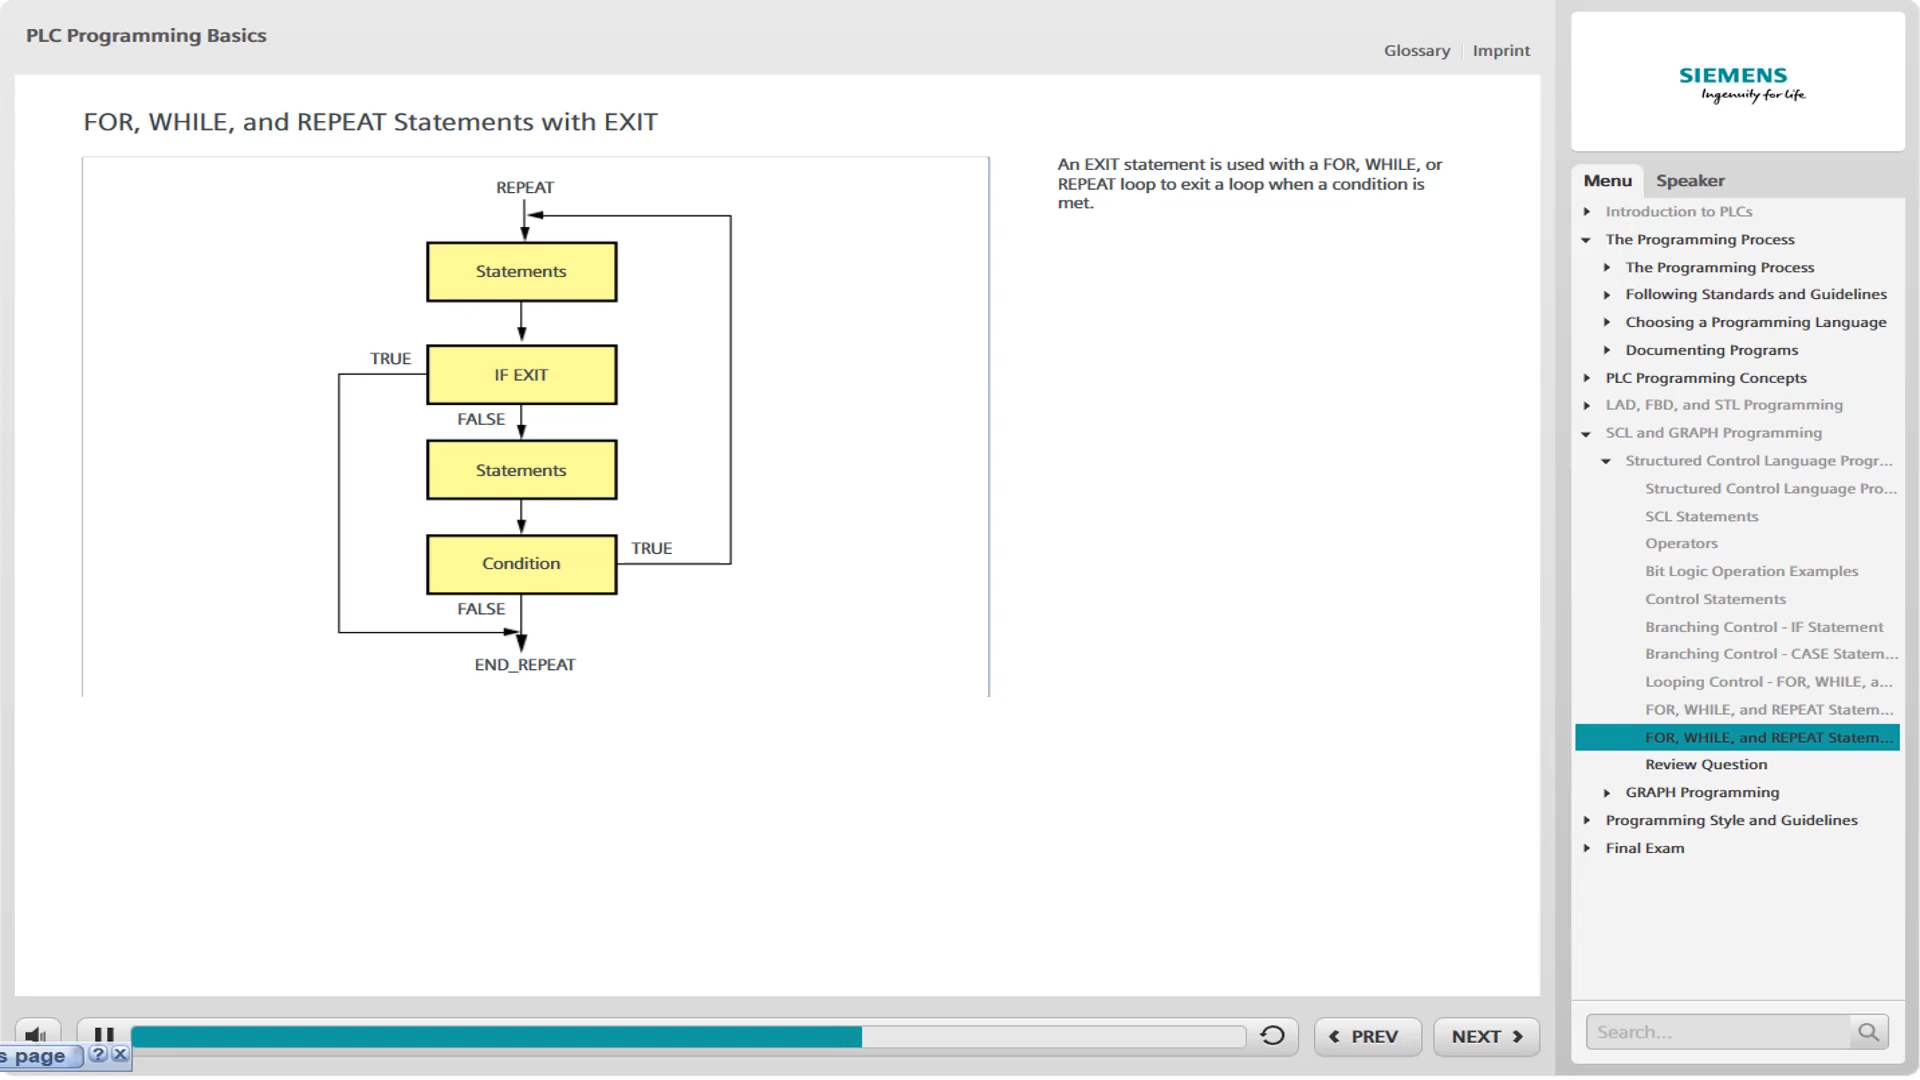 PLC Programming Basics
Glossary
Imprint
FOR, WHILE, and REPEAT Statements with EXIT
REPEAT
Statements
TRUE
IF EXIT
FALSE
Statements
TRUE
Condition
FALSE
END_REPEAT
An EXIT statement is used with a FOR, WHILE, or
REPEAT loop to exit a loop when a condition is
met.
SIEMENS
Ingenuity for life
Menu
Speaker
Introduction to PLCs
The Programming Process
The Programming Process
Following Standards and Guidelines
Choosing a Programming Language
Documenting Programs
PLC Programming Concepts
LAD, FBD, and STL Programming
SCL and GRAPH Programming
Structured Control Language Progr...
Structured Control Language Pro...
SCL Statements
Operators
Bit Logic Operation Examples
Control Statements
Branching Control - IF Statement
Branching Control - CASE Statem...
Looping Control - FOR, WHILE, a...
FOR, WHILE, and REPEAT Statem...
FOR, WHILE, and REPEAT Statem...
Review Question
GRAPH Programming
Programming Style and Guidelines
Final Exam
Search...
PREV
NEXT
s page
?